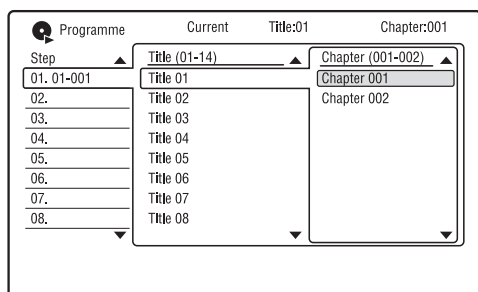 Programme Current Title:01 Chapter:001
Step Title (01-14) Chapter (001-002)
01. 01-001 Title 01 Chapter 001
02. Title 02 Chapter 002
03. Title 03
04. Title 04
05. Title 05
06. Title 06
07. Title 07
08. TItle 08